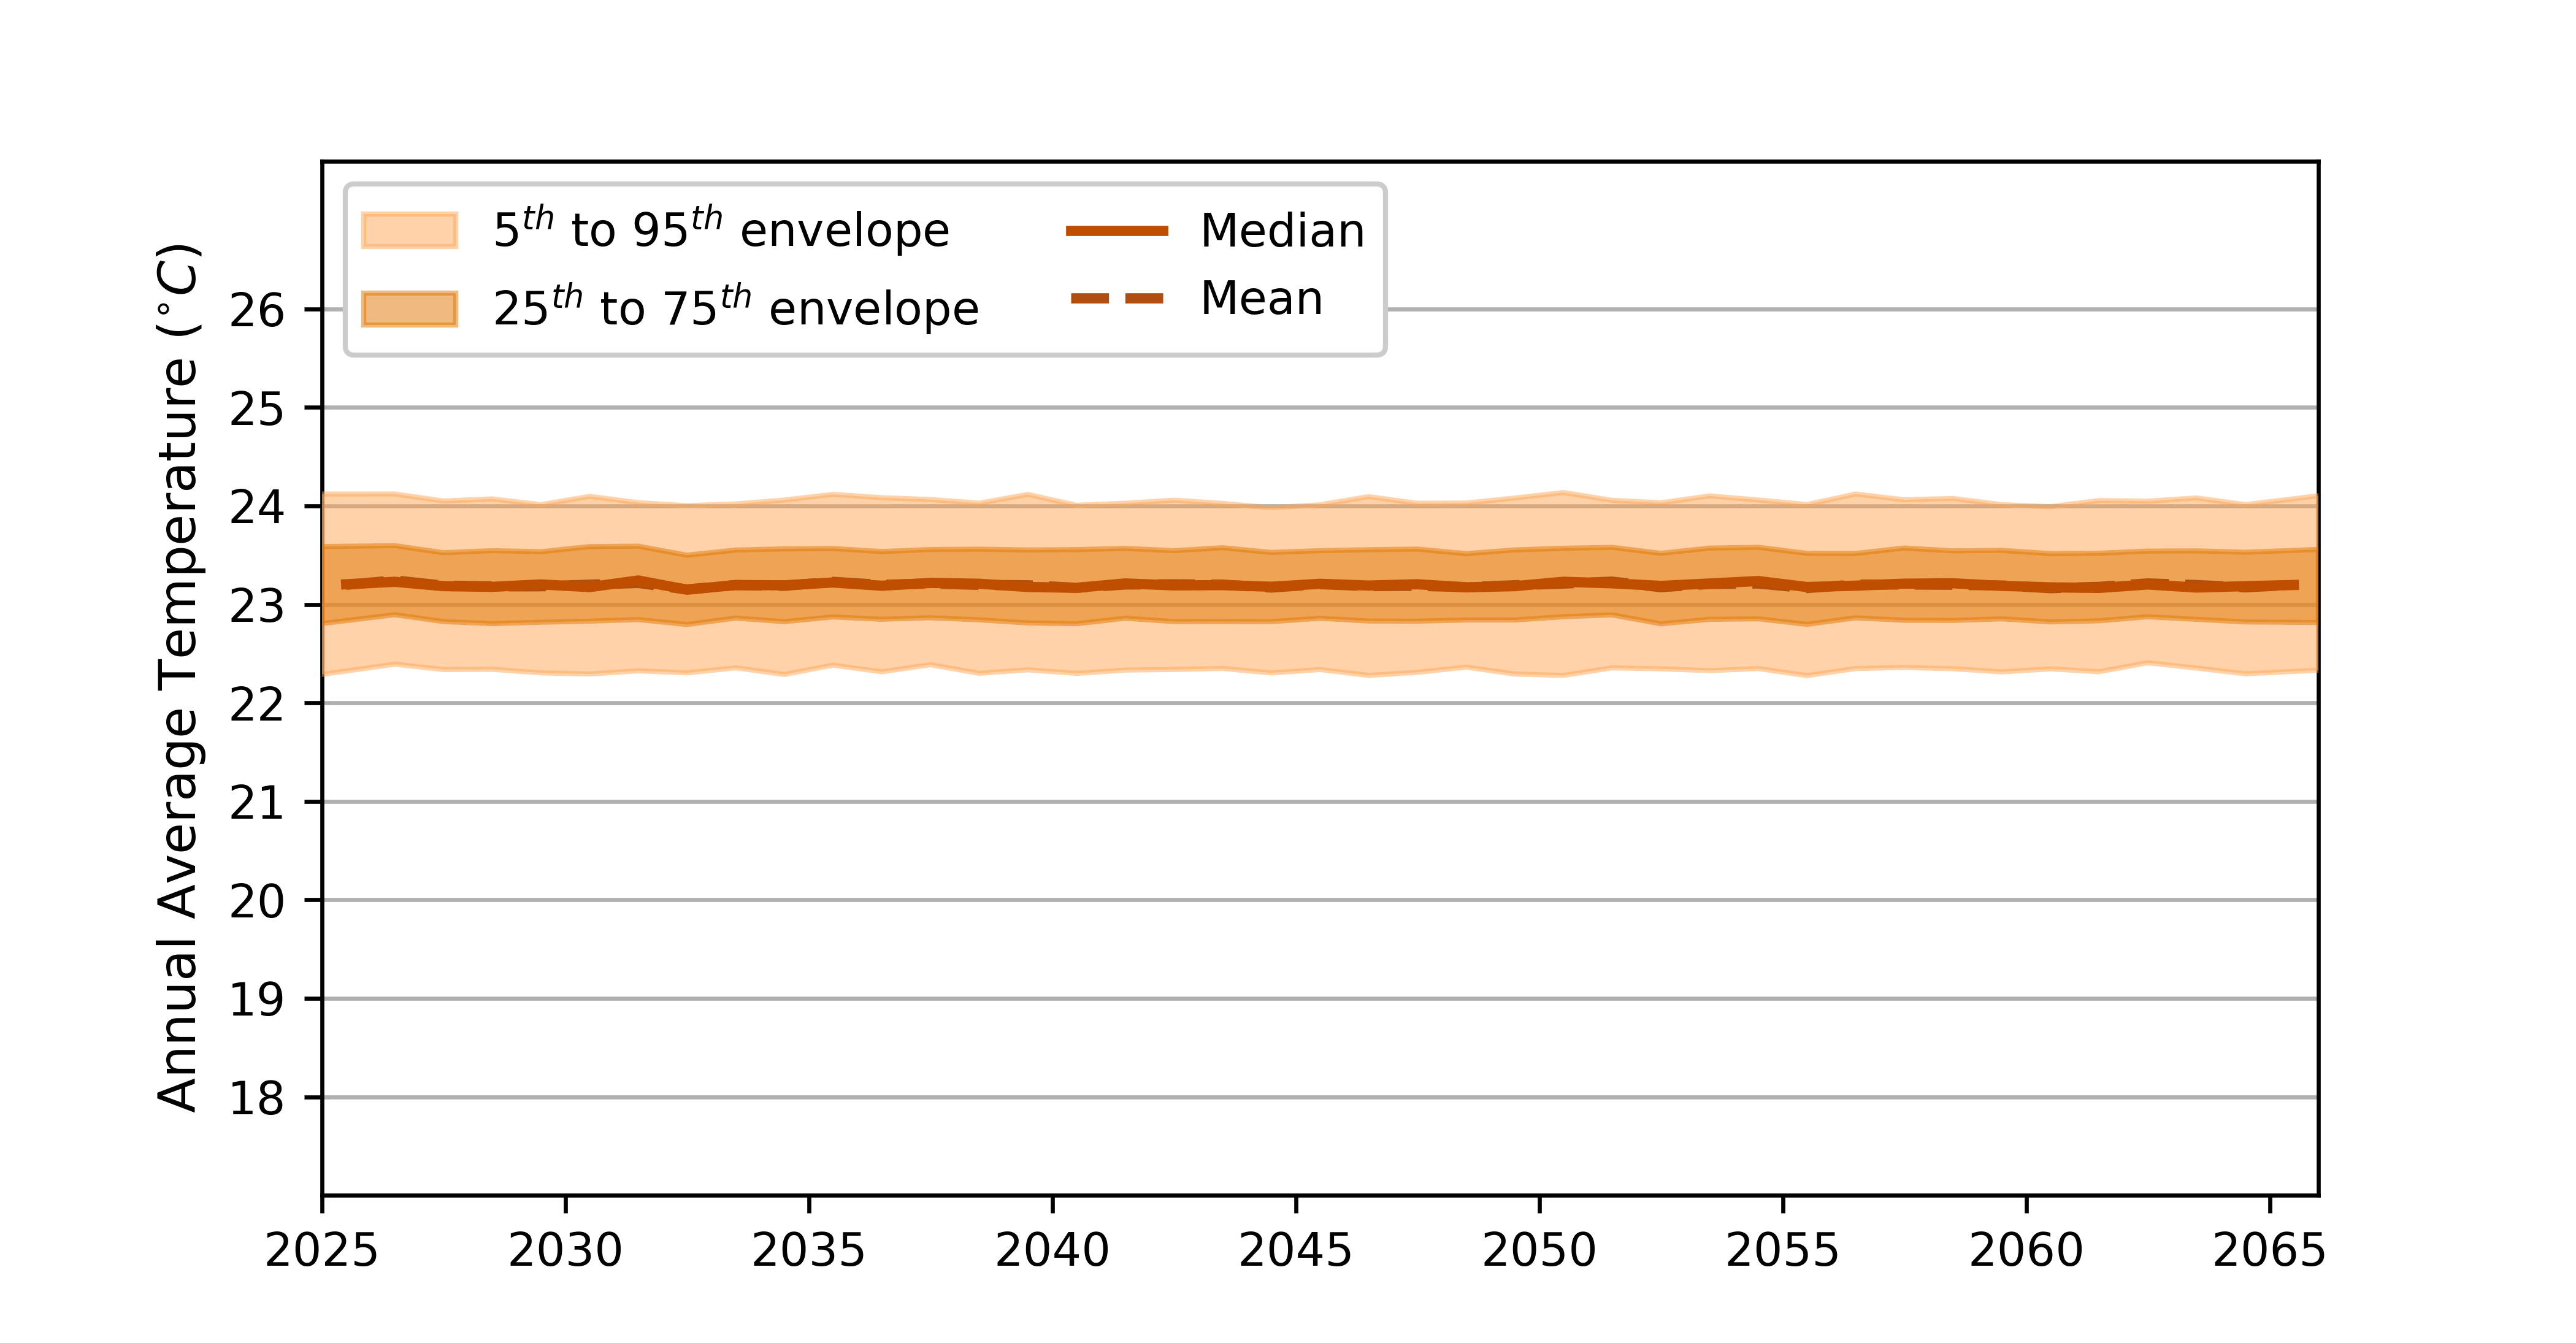 5th to 95th envelope
25th to 75th envelope
Median
Mean
Annual Average Temperature (°C)
26
25
24
23
22
21
20
19
18
2025 2030 2035 2040 2045 2050 2055 2060 2065